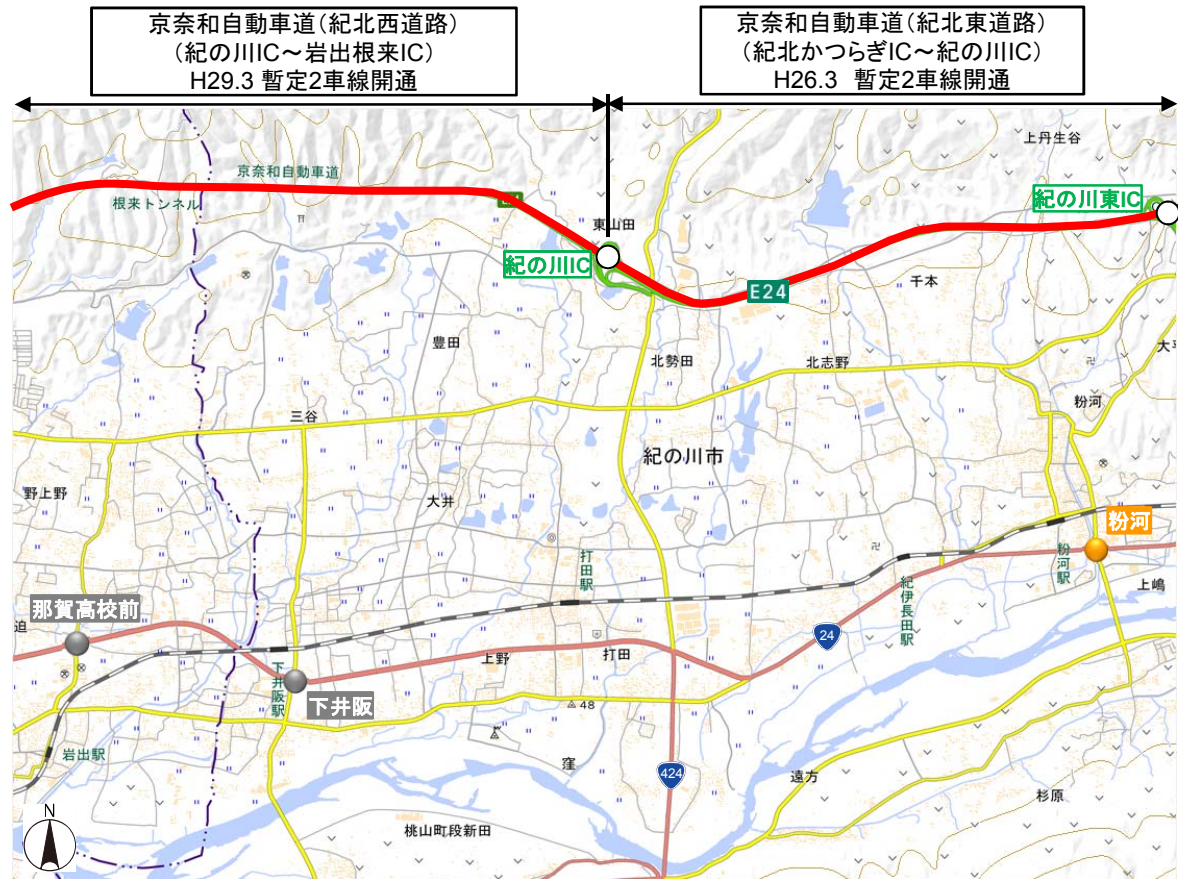 京奈和自動車道(紀北西道路)
(紀の川IC～岩出根来IC)
H29.3 暫定2車線開通
京奈和自動車道(紀北東道路)
(紀北かつらぎIC～紀の川IC)
H26.3 暫定2車線開通
上丹生谷
京奈和自動車道
根来トンネル
紀の川東IC
東山田
紀の川IC
E24
千本
豊田
北勢田
北志野
大平
三谷
粉河
紀の川市
野上野
大井
粉河
打田駅
粉河駅
那賀高校前
紀伊長田駅
上嶋
迫
24
上野
打田
下井阪駅
下井阪
48
岩出駅
窪
424
遠方
杉原
N
桃山町段新田